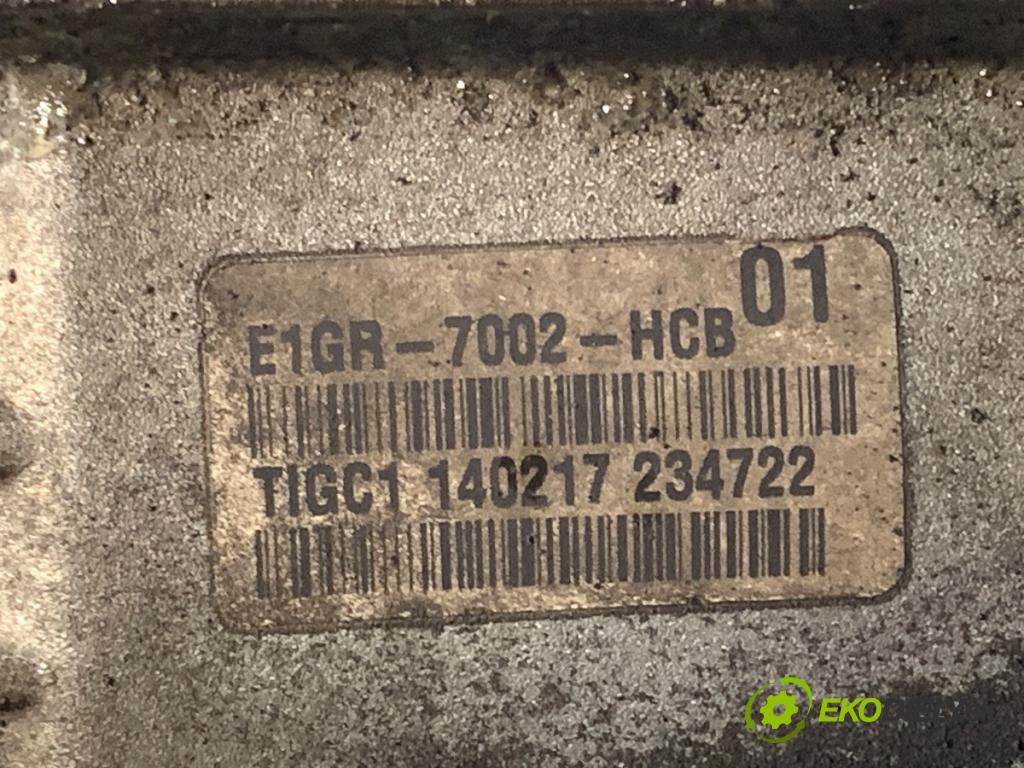 01
E1GR-7002-HCB
TIGC1 140217 234722
EKO